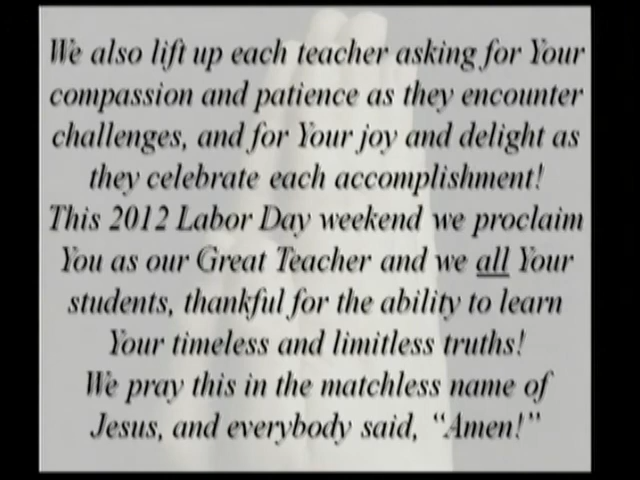 We also lift up each teacher asking for Your
compassion and patience as they encounter
challenges, and for Your joy and delight as
they celebrate each accomplishment!
This 2012 Labor Day weekend we proclaim
You as our Great Teacher and we all Your
students, thankful for the ability to learn
Your timeless and limitless truths!
We pray this in the matchless name of
Jesus, and everybody said, “Amen!”